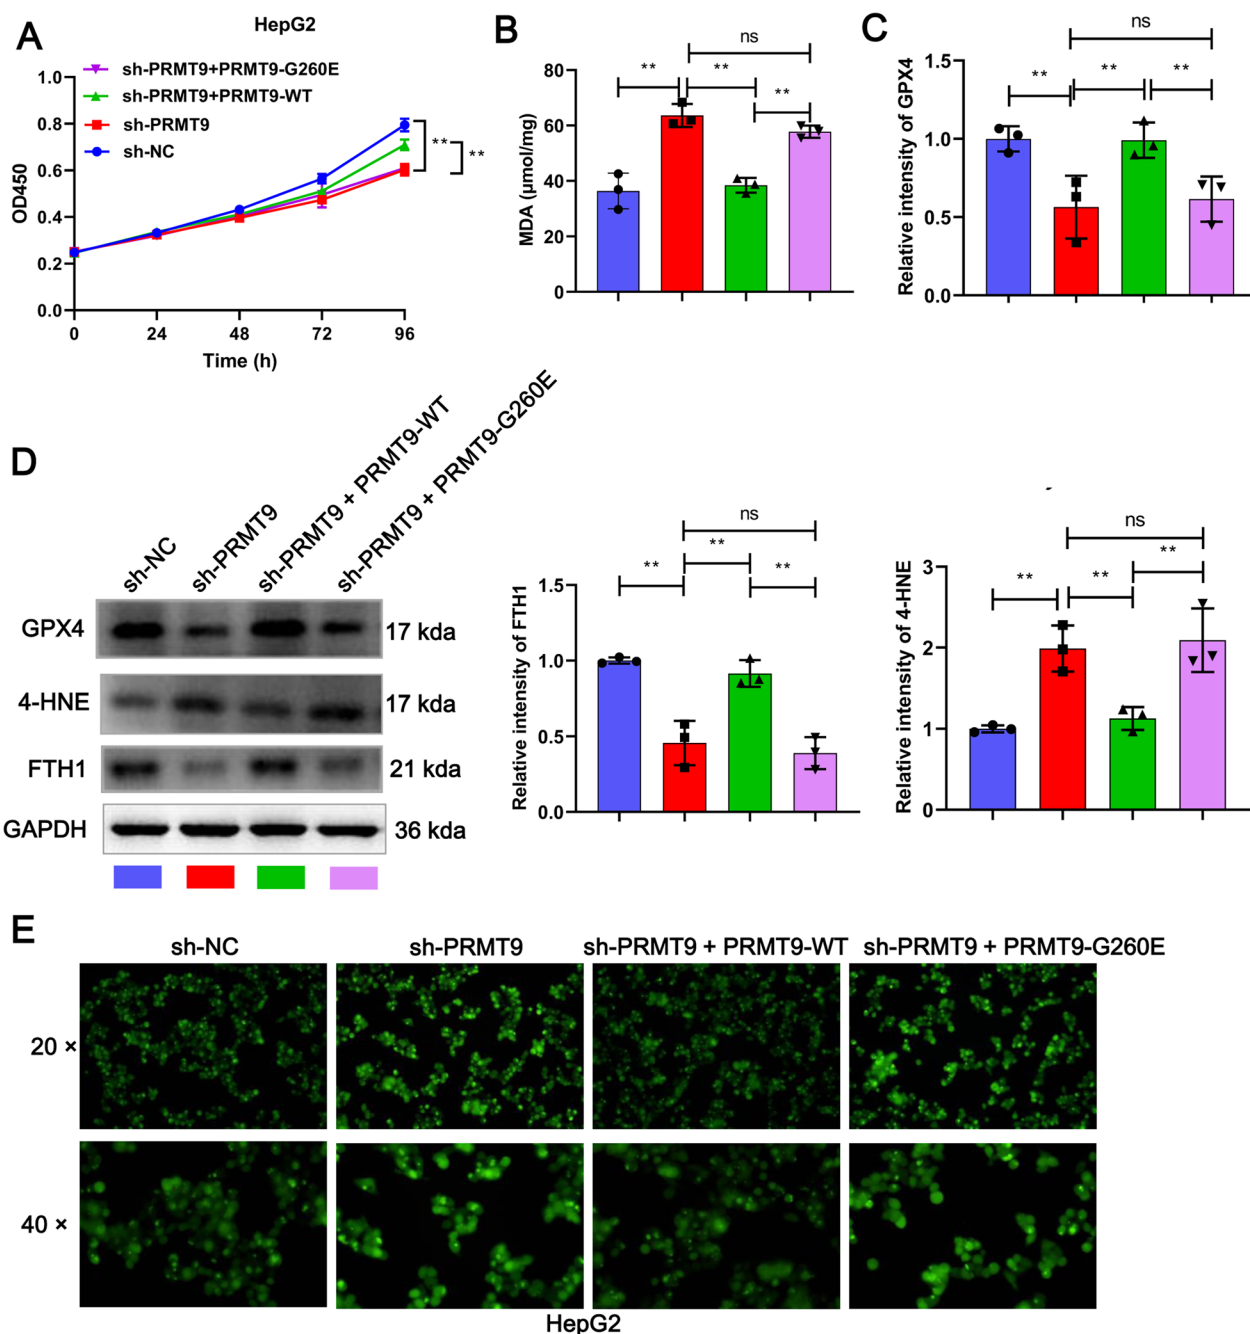 A
HepG2
sh-PRMT9+PRMT9-G260E
sh-PRMT9+PRMT9-WT
sh-PRMT9
sh-NC
OD450
1.0
0.8
0.6
0.4
0.2
0.0
** **
0 24 48 72 96
Time (h)
B
MDA (μmol/mg)
80
60
40
20
0
ns
** ** **
C
Relative intensity of GPX4
1.5
1.0
0.5
0.0
ns
** ** **
D
sh-NC
sh-PRMT9
sh-PRMT9 + PRMT9-WT
sh-PRMT9 + PRMT9-G260E
GPX4 17 kda
4-HNE 17 kda
FTH1 21 kda
GAPDH 36 kda
Relative intensity of FTH1
1.5
1.0
0.5
0.0
ns
** ** **
Relative intensity of 4-HNE
3
2
1
0
ns
** ** **
E
sh-NC sh-PRMT9 sh-PRMT9 + PRMT9-WT sh-PRMT9 + PRMT9-G260E
20 ×
40 ×
HepG2